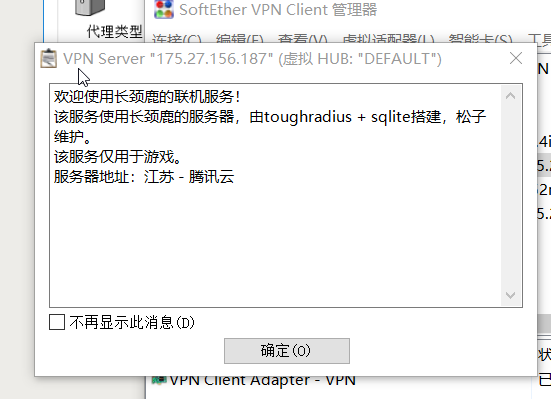 SoftEther VPN Client 管理器
代理类型
连接(C) 编辑(E) 查看(V) 虚拟适配器(L) 智能卡(S) 工具
VPN Server "175.27.156.187" (虚拟 HUB: "DEFAULT")
欢迎使用长颈鹿的联机服务!
该服务使用长颈鹿的服务器，由toughradius + sqlite搭建，松子
维护。
该服务仅用于游戏。
服务器地址：江苏 - 腾讯云
不再显示此消息(D)
确定(O)
VPN Client Adapter - VPN